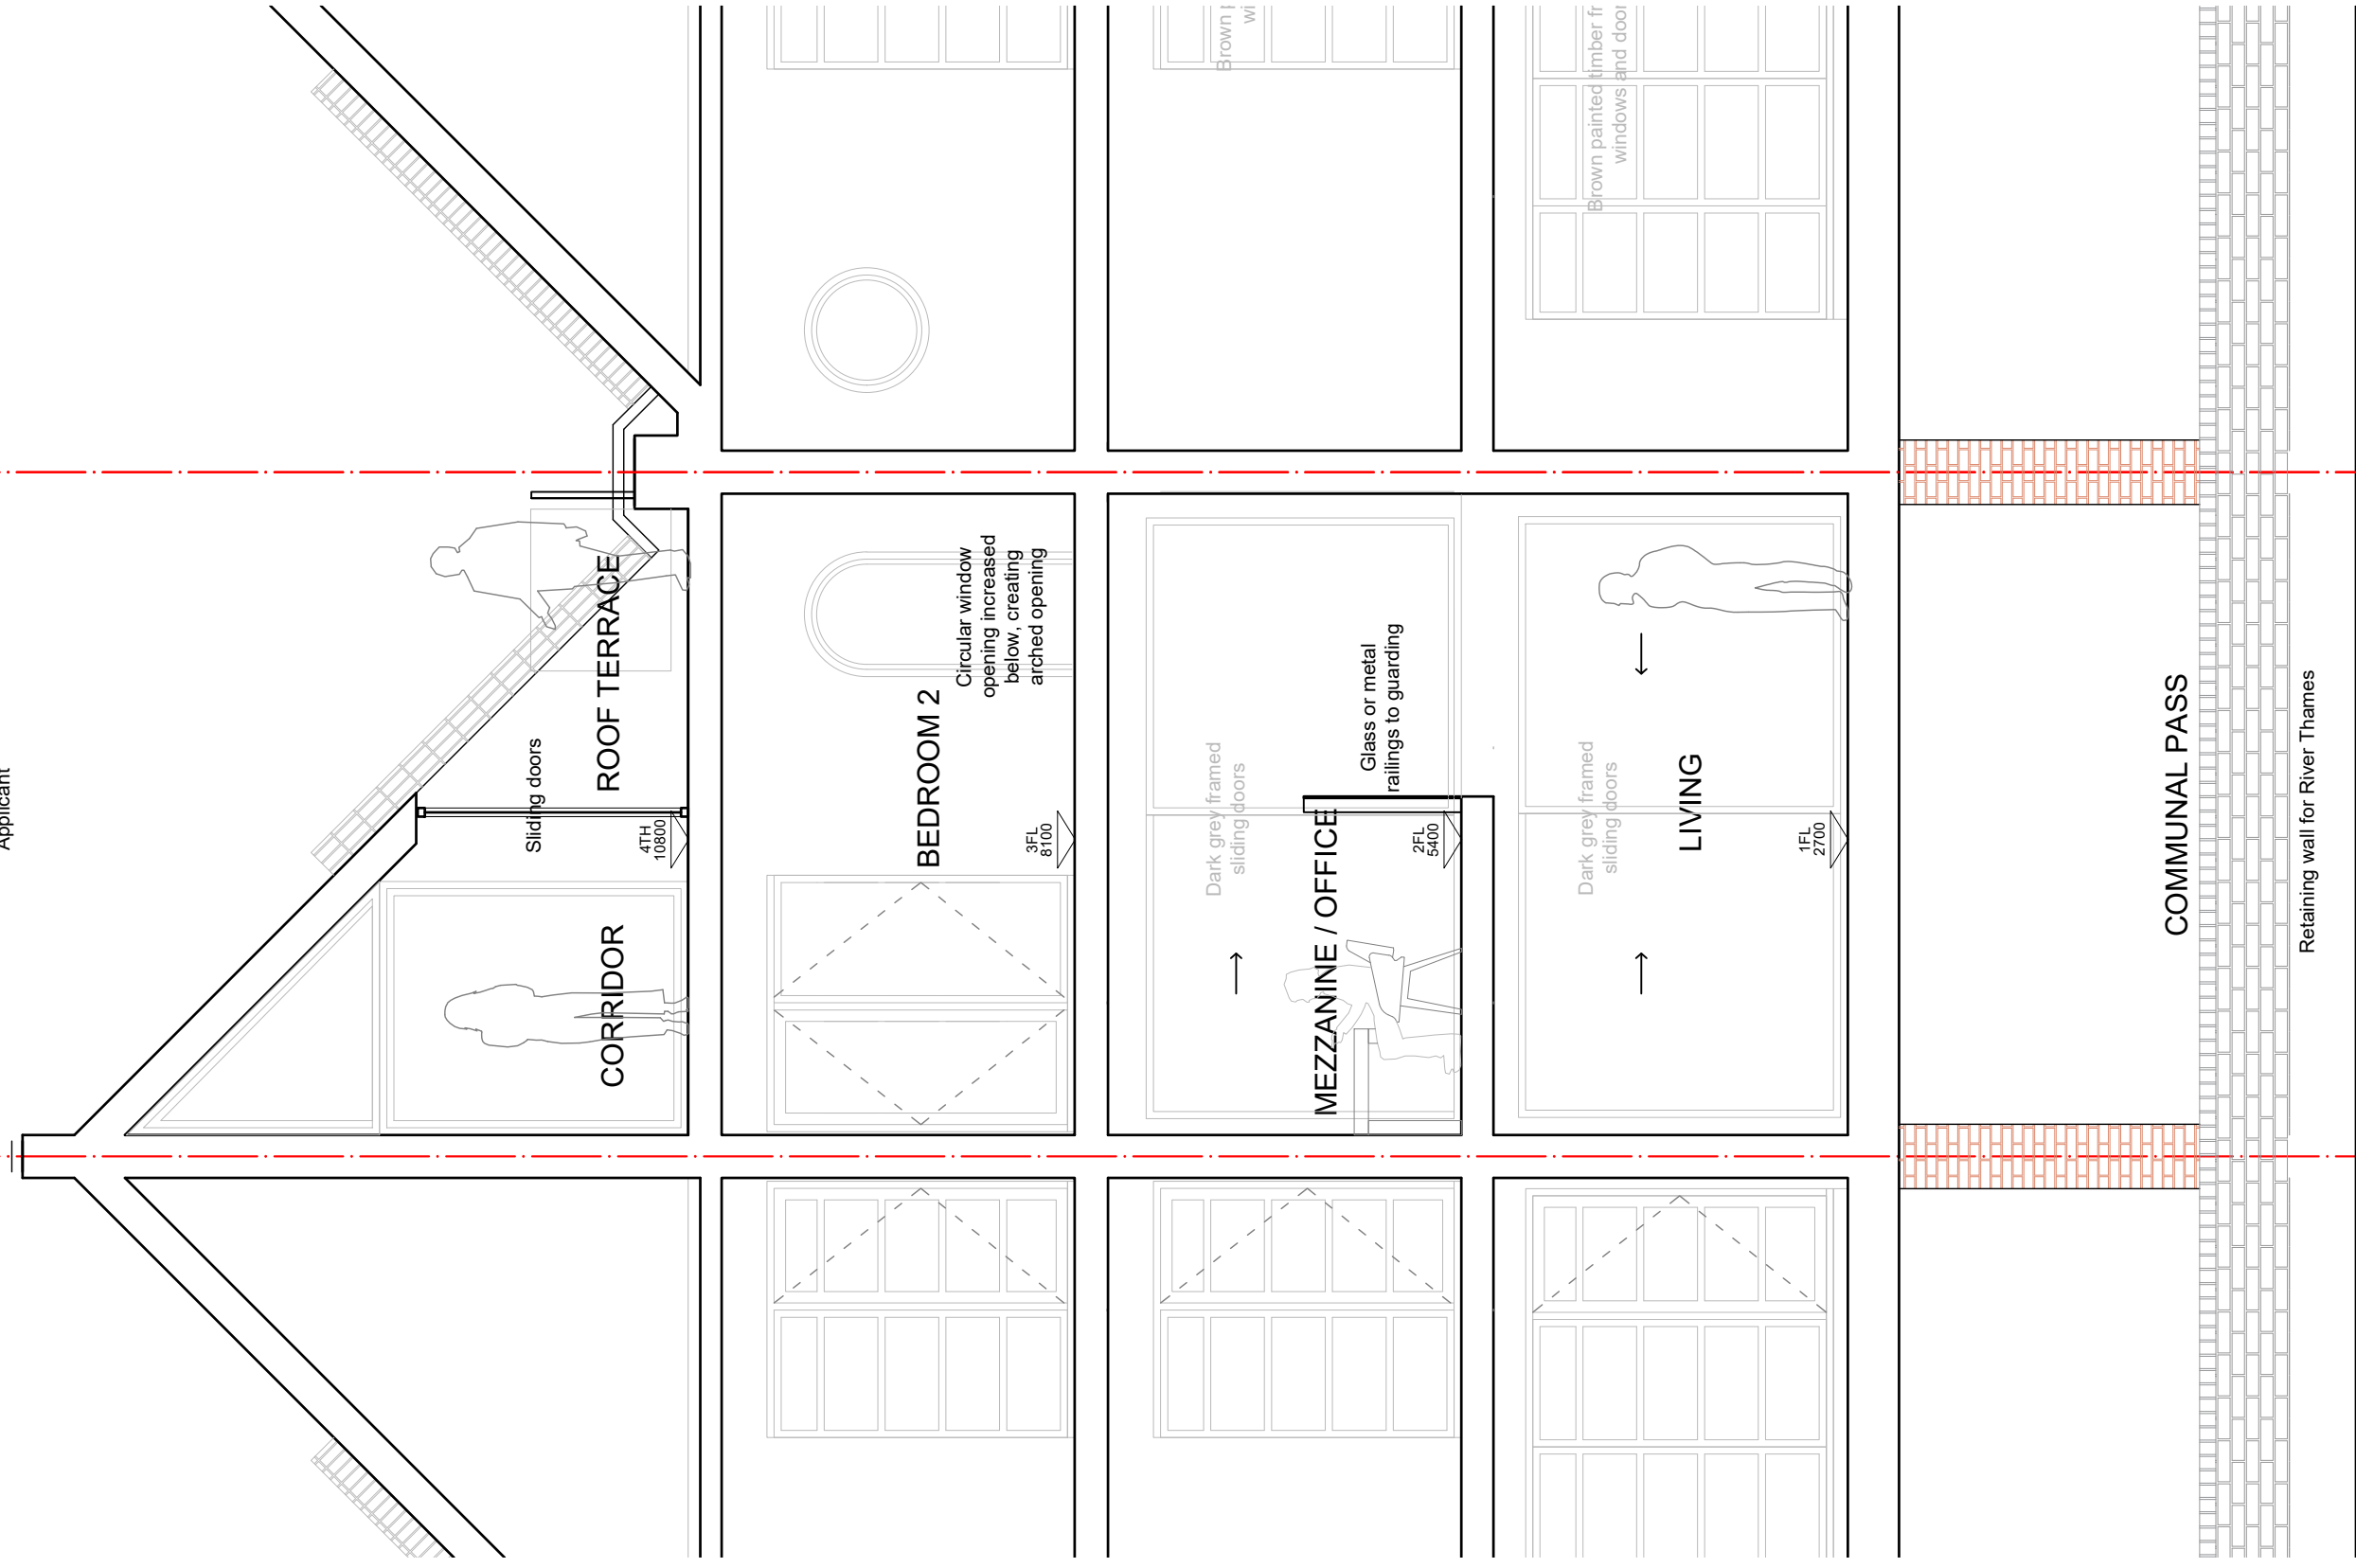 Applicant
Sliding doors
ROOF TERRACE
CORRIDOR
4TH
10800
BEDROOM 2
Circular window
opening increased
below, creating
arched opening
3FL
8100
Brown
Dark grey framed
sliding doors
MEZZANINE / OFFICE
Glass or metal
railings to guarding
2FL
5400
Brown painted timber
windows and
Dark grey framed
sliding doors
LIVING
1FL
2700
COMMUNAL PASS
Retaining wall for River Thames